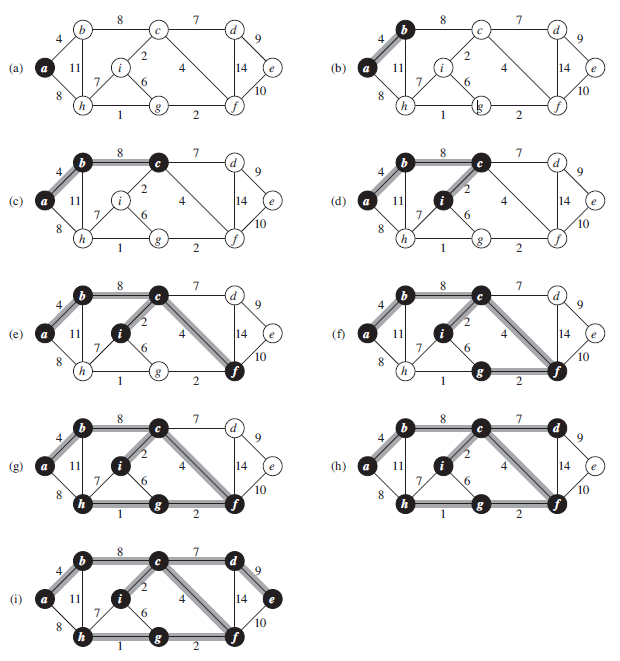 8 7 8 7
b c d b c d
4 9 4 9
2 2
(a) a 11 i 4 14 e (b) a 11 i 4 14 e
7 6 7 6
8 10 8 10
h g f h g f
1 2 1 2
8 7 8 7
b c d b c d
4 9 4 9
2 2
(c) a 11 i 4 14 e (d) a 11 i 4 14 e
7 6 7 6
8 10 8 10
h g f h g f
1 2 1 2
8 7 8 7
b c d b c d
4 9 4 9
2 2
(e) a 11 i 4 14 e (f) a 11 i 4 14 e
7 6 7 6
8 10 8 10
h g f h g f
1 2 1 2
8 7 8 7
b c d b c d
4 9 4 9
2 2
(g) a 11 i 4 14 e (h) a 11 i 4 14 e
7 6 7 6
8 10 8 10
h g f h g f
1 2 1 2
8 7
b c d
4 9
2
(i) a 11 i 4 14 e
7 6
8 10
h g f
1 2